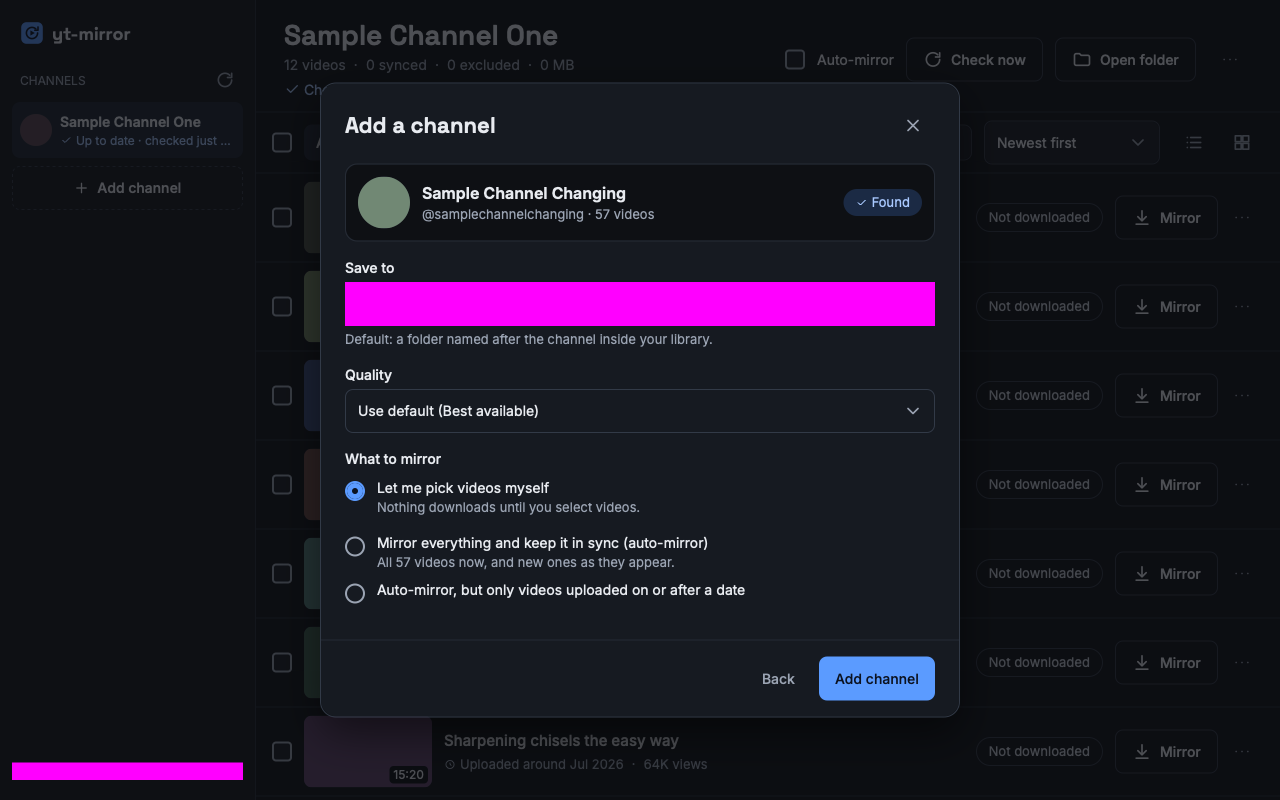 yt-mirror
CHANNELS
Sample Channel One
Up to date · checked just ...
Add channel
Sample Channel One
12 videos · 0 synced · 0 excluded · 0 MB
Auto-mirror
Check now
Open folder
Newest first
Add a channel
Sample Channel Changing
@samplechannelchanging · 57 videos
Found
Save to
Default: a folder named after the channel inside your library.
Quality
Use default (Best available)
What to mirror
Let me pick videos myself
Nothing downloads until you select videos.
Mirror everything and keep it in sync (auto-mirror)
All 57 videos now, and new ones as they appear.
Auto-mirror, but only videos uploaded on or after a date
Back
Add channel
Not downloaded
Mirror
Not downloaded
Mirror
Not downloaded
Mirror
Not downloaded
Mirror
Not downloaded
Mirror
Not downloaded
Mirror
15:20
Sharpening chisels the easy way
Uploaded around Jul 2026 · 64K views
Not downloaded
Mirror